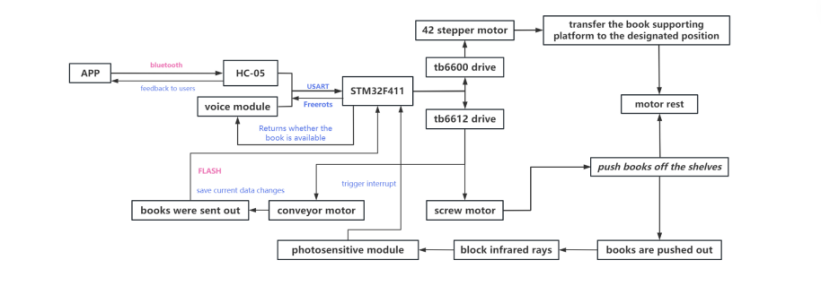 42 stepper motor
transfer the book supporting
platform to the designated position
bluetooth
APP
HC-05
tb6600 drive
feedback to users
USART
STM32F411
voice module
Freerots
motor rest
tb6612 drive
Returns whether the
book is available
FLASH
push books off the shelves
trigger interrupt
save current data changes
books were sent out
conveyor motor
screw motor
photosensitive module
block infrared rays
books are pushed out